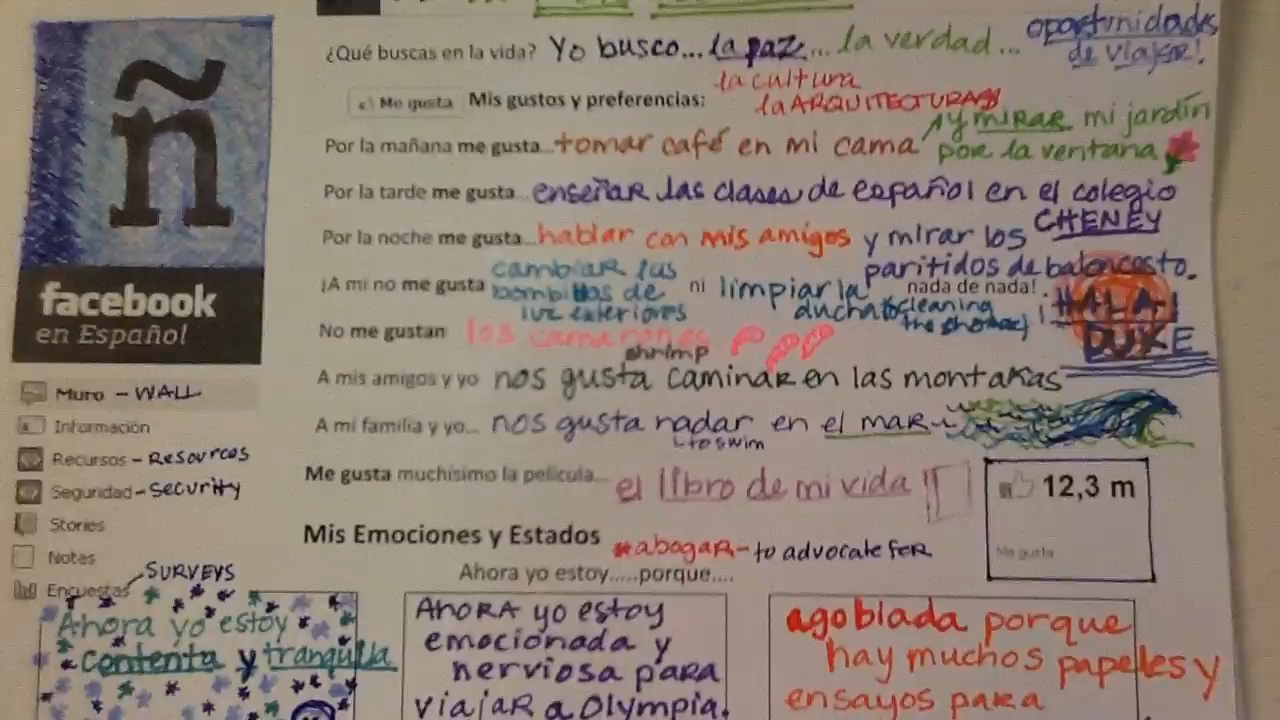 ñ
facebook
en Español
Muro - WALL
Información
Recursos - Resources
Seguridad - Security
Stories
Notes
Encuestas
SURVEYS
¿Qué buscas en la vida? Yo busco... la paz... la verdad... oportunidades de viajar!
la cultura
la ARQUITECTURA
Me gusta Mis gustos y preferencias:
Por la mañana me gusta... tomar café en mi cama y mirar mi jardín
por la ventana
Por la tarde me gusta... enseñar las clases de español en el colegio
CHENEY
Por la noche me gusta... hablar con mis amigos y mirar los
paritidos de baloncesto.
¡A mi no me gusta cambiar las bombillas de luz exteriores ni limpiar la ducha nada de nada!
cleaning
the shower
¡HALA!
DUKE
No me gustan los camarones
shrimp
A mis amigos y yo nos gusta caminar en las montañas
A mi familia y yo... nos gusta nadar en el mar
to swim
Me gusta muchísimo la película... el libro de mi vida
12,3 m
Me gusta
Mis Emociones y Estados
*abogar - to advocate for
Ahora yo estoy.....porque....
Ahora yo estoy
contenta y tranquila
Ahora yo estoy
emocionada y
nerviosa para
viajar a Olympia.
agobiada porque
hay muchos papeles y
ensayos para